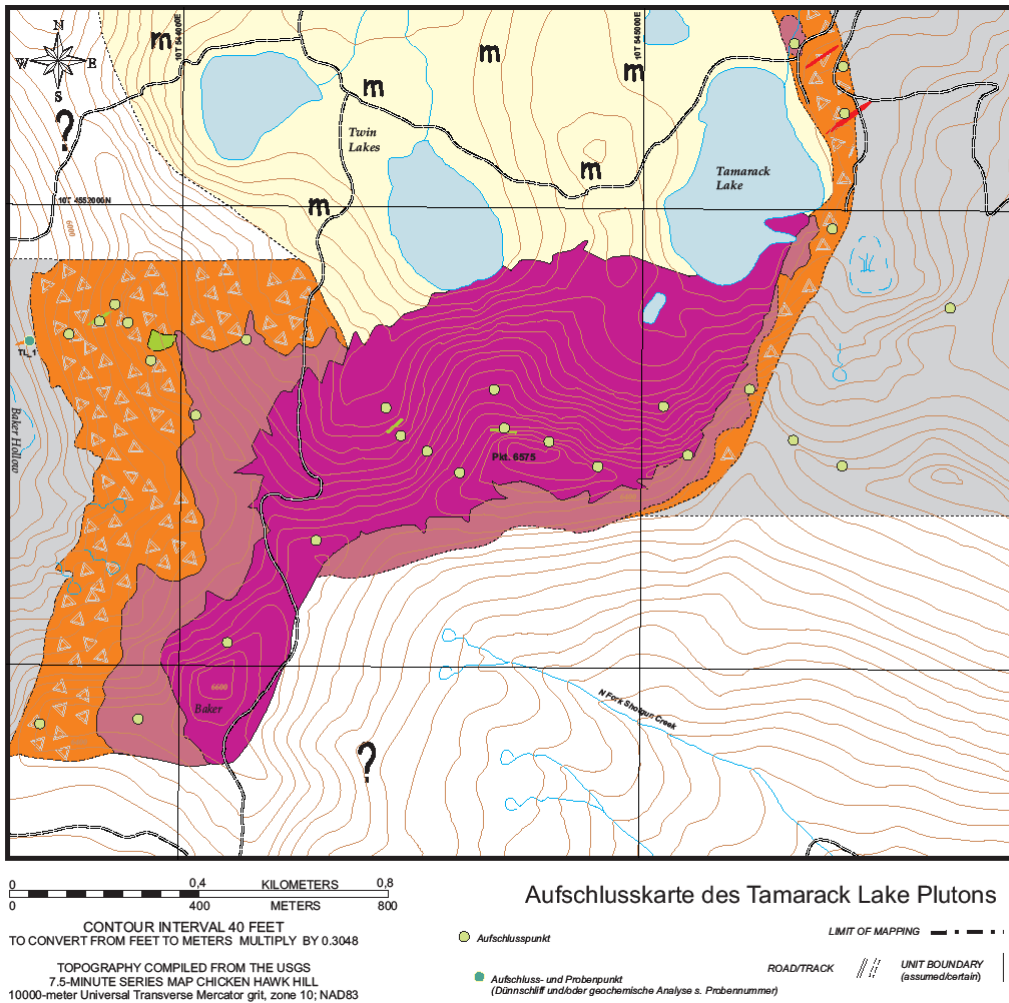 N
W E
S
10T 544000E
10T 545000E
m
m
m
m
m
m
?
Twin
Lakes
Tamarack
Lake
10T 4552000N
6000
TL_1
Baker Hollow
Pkt. 6575
6400
6600
Baker
N Fork Shotgun Creek
?
0 0,4 KILOMETERS 0,8
0 400 METERS 800
CONTOUR INTERVAL 40 FEET
TO CONVERT FROM FEET TO METERS MULTIPLY BY 0.3048
TOPOGRAPHY COMPILED FROM THE USGS
7.5-MINUTE SERIES MAP CHICKEN HAWK HILL
10000-meter Universal Transverse Mercator grit, zone 10; NAD83
Aufschlusskarte des Tamarack Lake Plutons
Aufschlusspunkt
LIMIT OF MAPPING
ROAD/TRACK
UNIT BOUNDARY
(assumed/certain)
Aufschluss- und Probenpunkt
(Dünnschliff und/oder geochemische Analyse s. Probennummer)